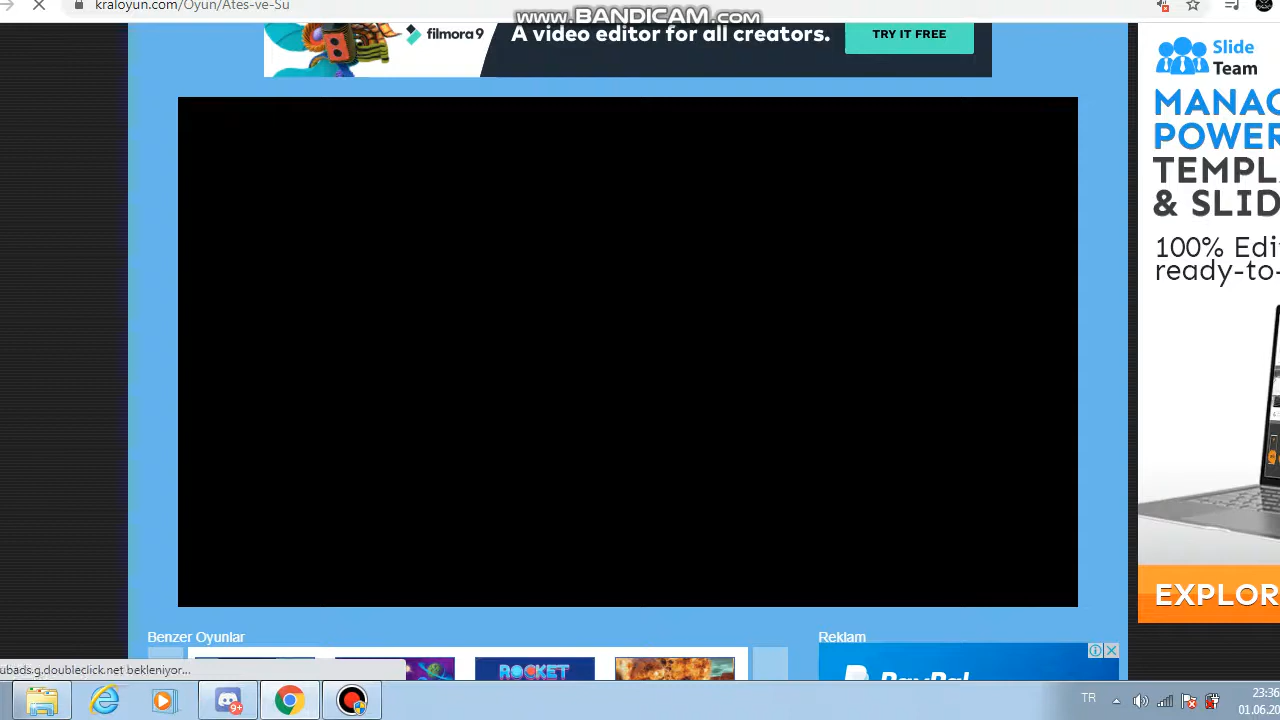 kraloyun.com/Oyun/Ates-ve-Su
www.BANDICAM.com
filmora9
A video editor for all creators.
TRY IT FREE
Slide
Team
MANAG
POWER
TEMPL
& SLID
100% Edi
ready-to-
EXPLOR
Benzer Oyunlar
Reklam
ROCKET
PayPal
ubads.g.doubleclick.net bekleniyor...
9+
TR
23:36
01.06.20